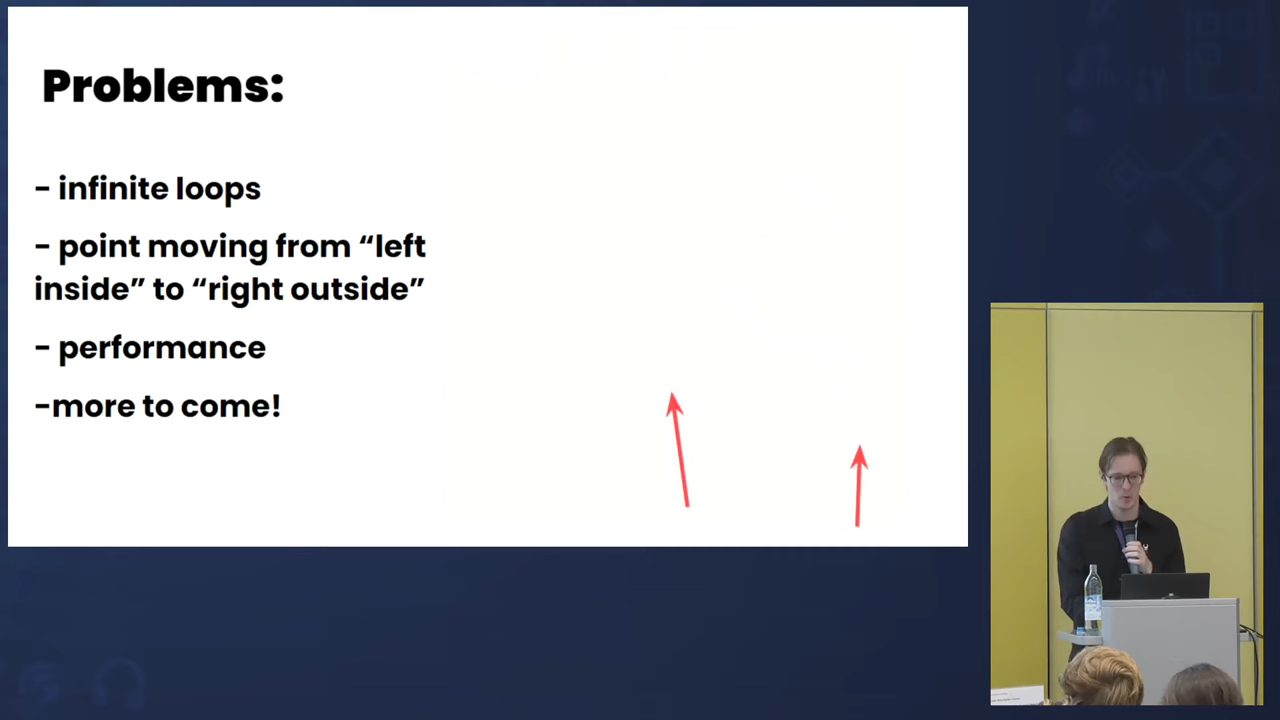 Problems:
- infinite loops
- point moving from “left
inside” to “right outside”
- performance
-more to come!